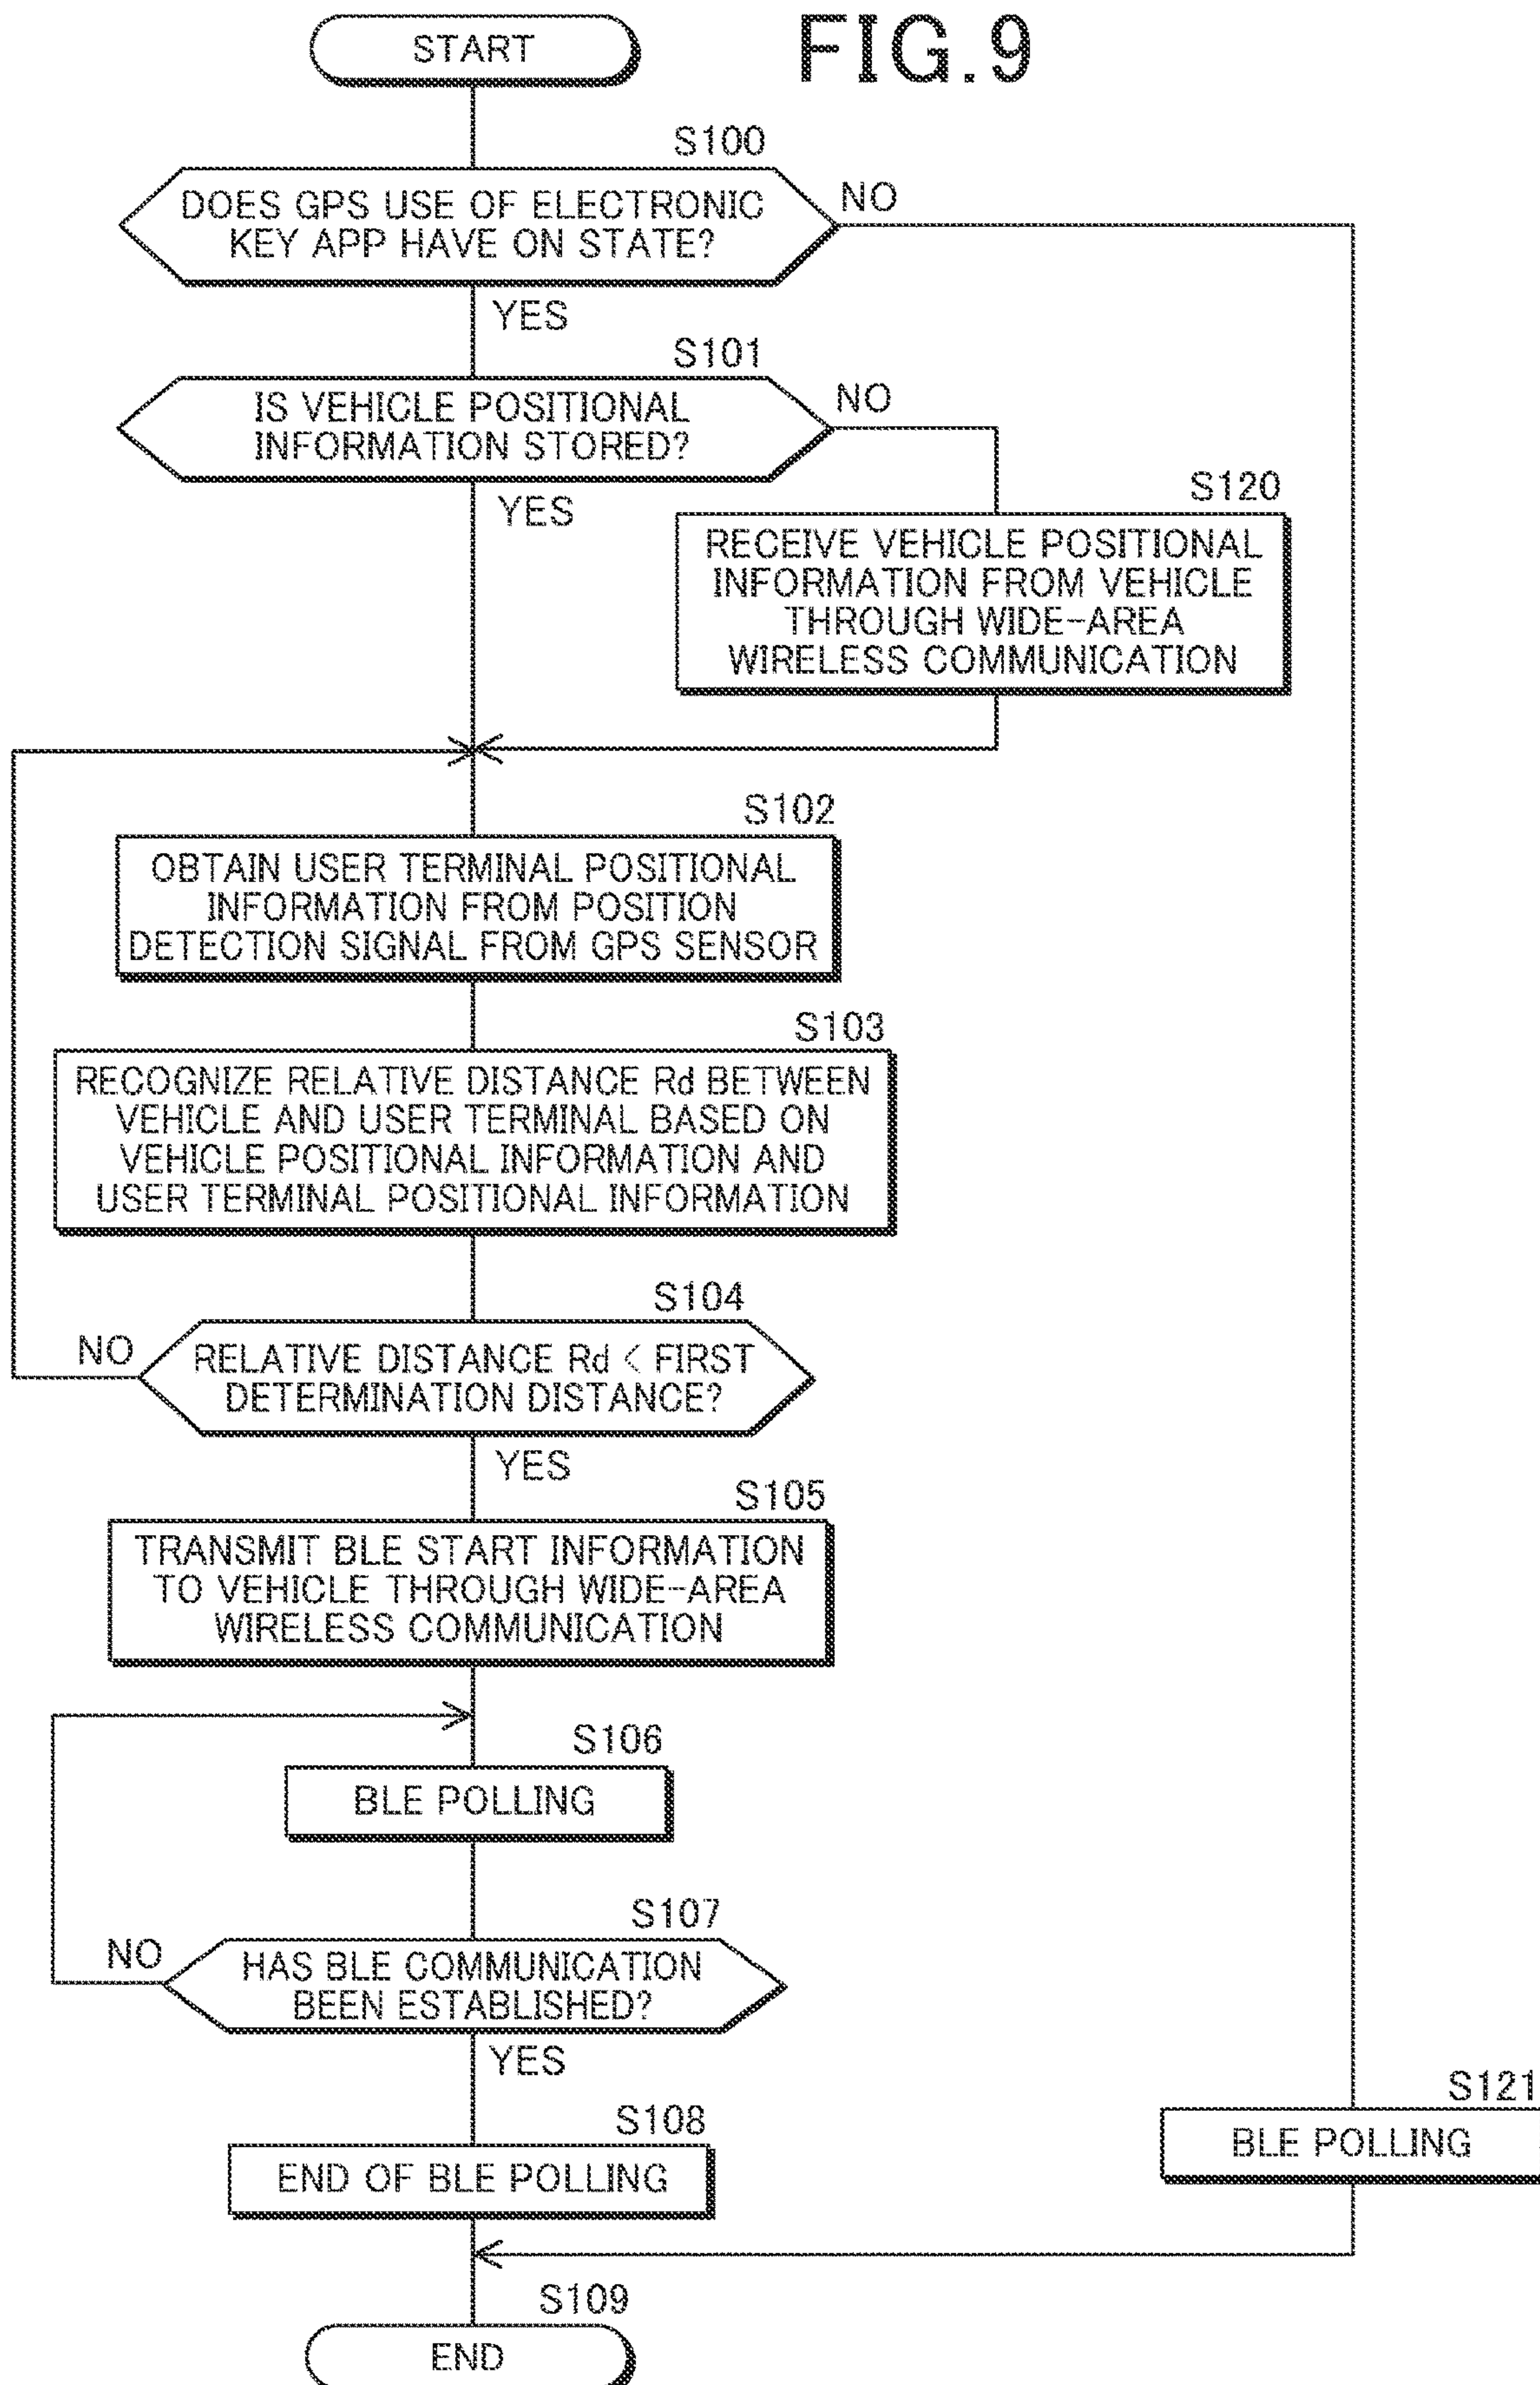 FIG.9
START
S100
DOES GPS USE OF ELECTRONIC
KEY APP HAVE ON STATE?
NO
YES
S101
IS VEHICLE POSITIONAL
INFORMATION STORED?
NO
YES
S120
RECEIVE VEHICLE POSITIONAL
INFORMATION FROM VEHICLE
THROUGH WIDE-AREA
WIRELESS COMMUNICATION
S102
OBTAIN USER TERMINAL POSITIONAL
INFORMATION FROM POSITION
DETECTION SIGNAL FROM GPS SENSOR
S103
RECOGNIZE RELATIVE DISTANCE Rd BETWEEN
VEHICLE AND USER TERMINAL BASED ON
VEHICLE POSITIONAL INFORMATION AND
USER TERMINAL POSITIONAL INFORMATION
S104
NO
RELATIVE DISTANCE Rd < FIRST
DETERMINATION DISTANCE?
YES
S105
TRANSMIT BLE START INFORMATION
TO VEHICLE THROUGH WIDE-AREA
WIRELESS COMMUNICATION
S106
BLE POLLING
S107
NO
HAS BLE COMMUNICATION
BEEN ESTABLISHED?
YES
S121
BLE POLLING
S108
END OF BLE POLLING
S109
END